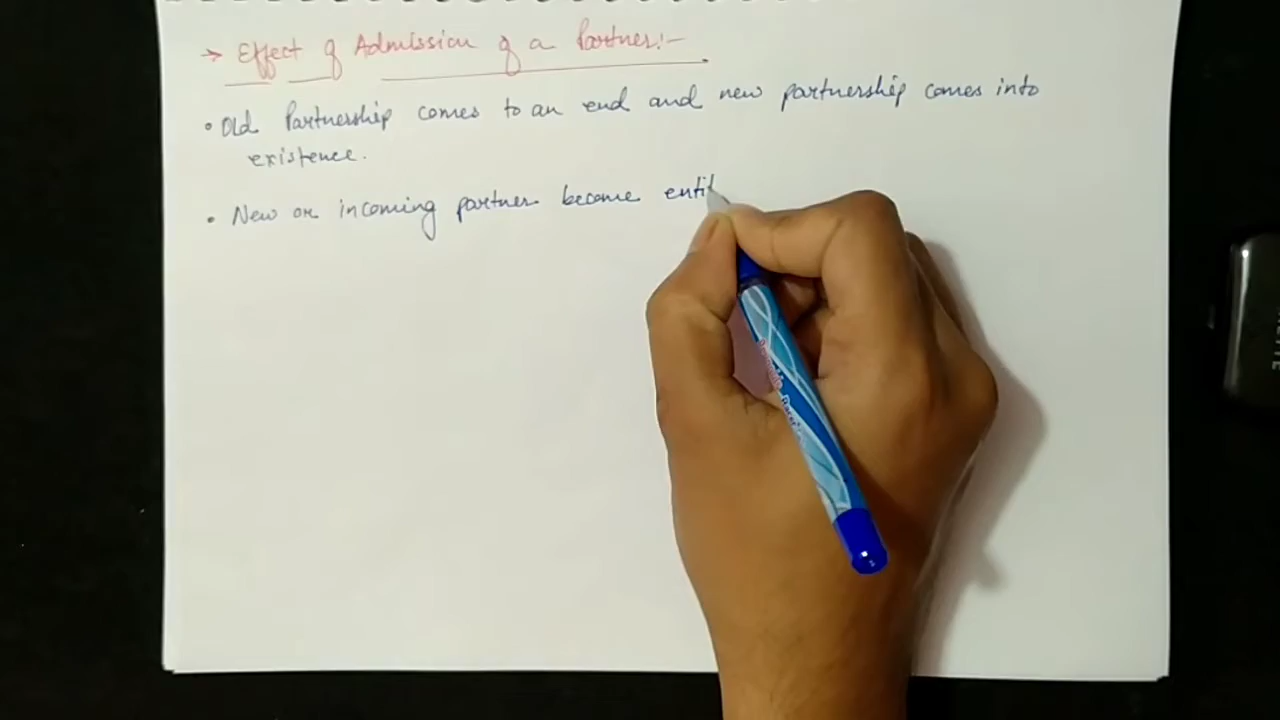 → Effect of Admission of a Partner:-
• Old Partnership comes to an end and new partnership comes into
existence.
• New or incoming partner become entit